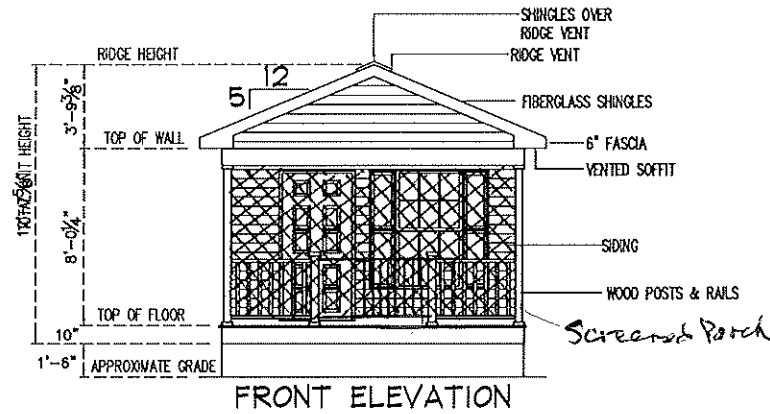 SHINGLES OVER
RIDGE VENT
RIDGE VENT
RIDGE HEIGHT
12
5
3'-9⅜"
FIBERGLASS SHINGLES
TOP OF WALL
6" FASCIA
VENTED SOFFIT
HEIGHT
8'-0¼"
SIDING
WOOD POSTS & RAILS
TOP OF FLOOR
Screened Porch
10"
1'-6"
APPROXIMATE GRADE
FRONT ELEVATION